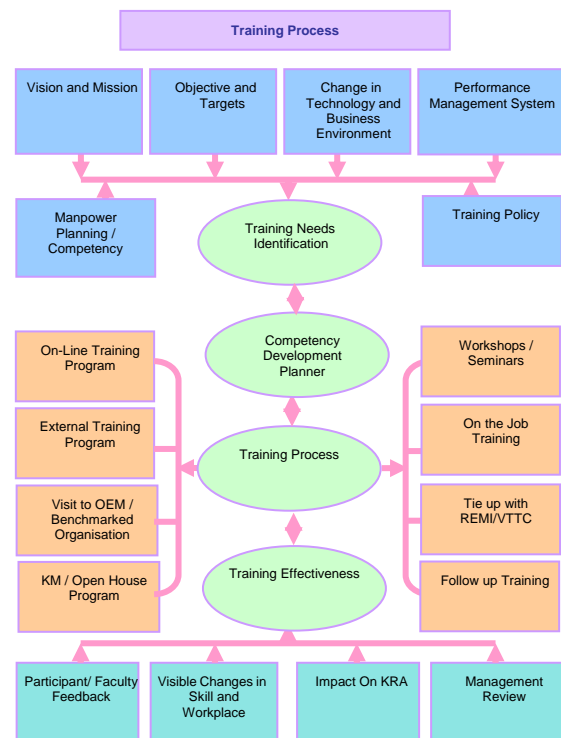 Training Process
Vision and Mission
Objective and
Targets
Change in
Technology and
Business
Environment
Performance
Management System
Manpower
Planning /
Competency
Training Needs
Identification
Training Policy
Competency
Development
Planner
On-Line Training
Program
Workshops /
Seminars
External Training
Program
On the Job
Training
Training Process
Visit to OEM /
Benchmarked
Organisation
Tie up with
REMI/VTTC
KM / Open House
Program
Training Effectiveness
Follow up Training
Participant/ Faculty
Feedback
Visible Changes in
Skill and
Workplace
Impact On KRA
Management
Review